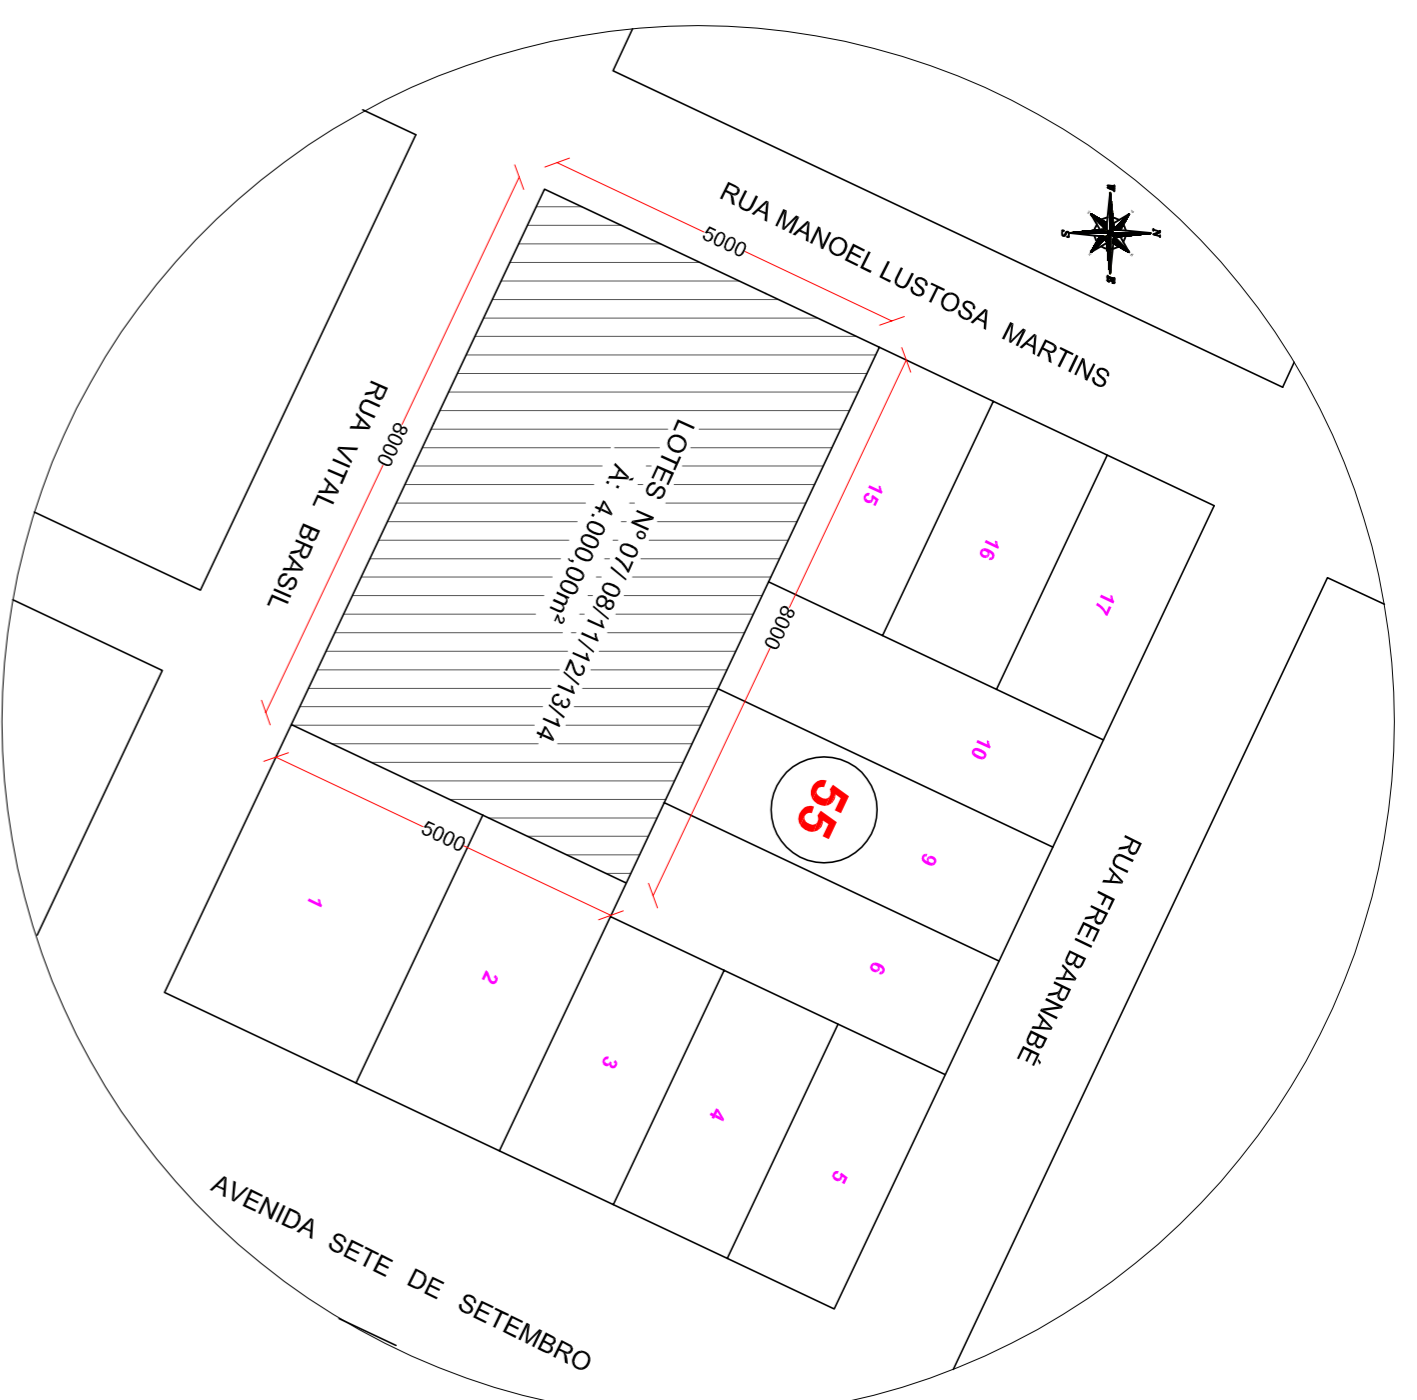 RUA MANOEL LUSTOSA MARTINS
N
S
5000
RUA VITAL BRASIL
8000
LOTES Nº 07/ 08/11/12/13/14
À: 4.000,00m²
15
16
17
8000
10
55
9
6
RUA FREI BARNABÉ
5000
1
2
3
4
5
AVENIDA SETE DE SETEMBRO